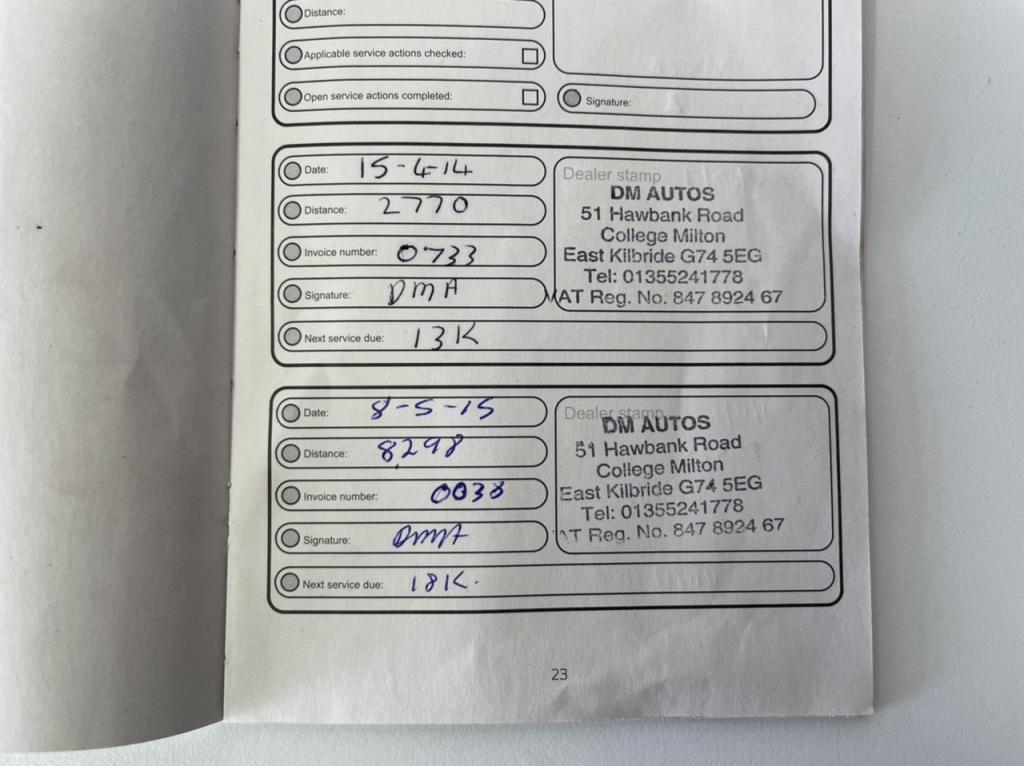 Distance:
Applicable service actions checked:
Open service actions completed:
Signature:
Date: 15-4-14
Distance: 2770
Invoice number: 0733
Signature: DMA
Next service due: 13K
Dealer stamp
DM AUTOS
51 Hawbank Road
College Milton
East Kilbride G74 5EG
Tel: 01355241778
VAT Reg. No. 847 8924 67
Date: 8-5-15
Distance: 8298
Invoice number: 0038
Signature: DMA
Next service due: 18K.
Dealer stamp
DM AUTOS
51 Hawbank Road
College Milton
East Kilbride G74 5EG
Tel: 01355241778
AT Reg. No. 847 8924 67
23